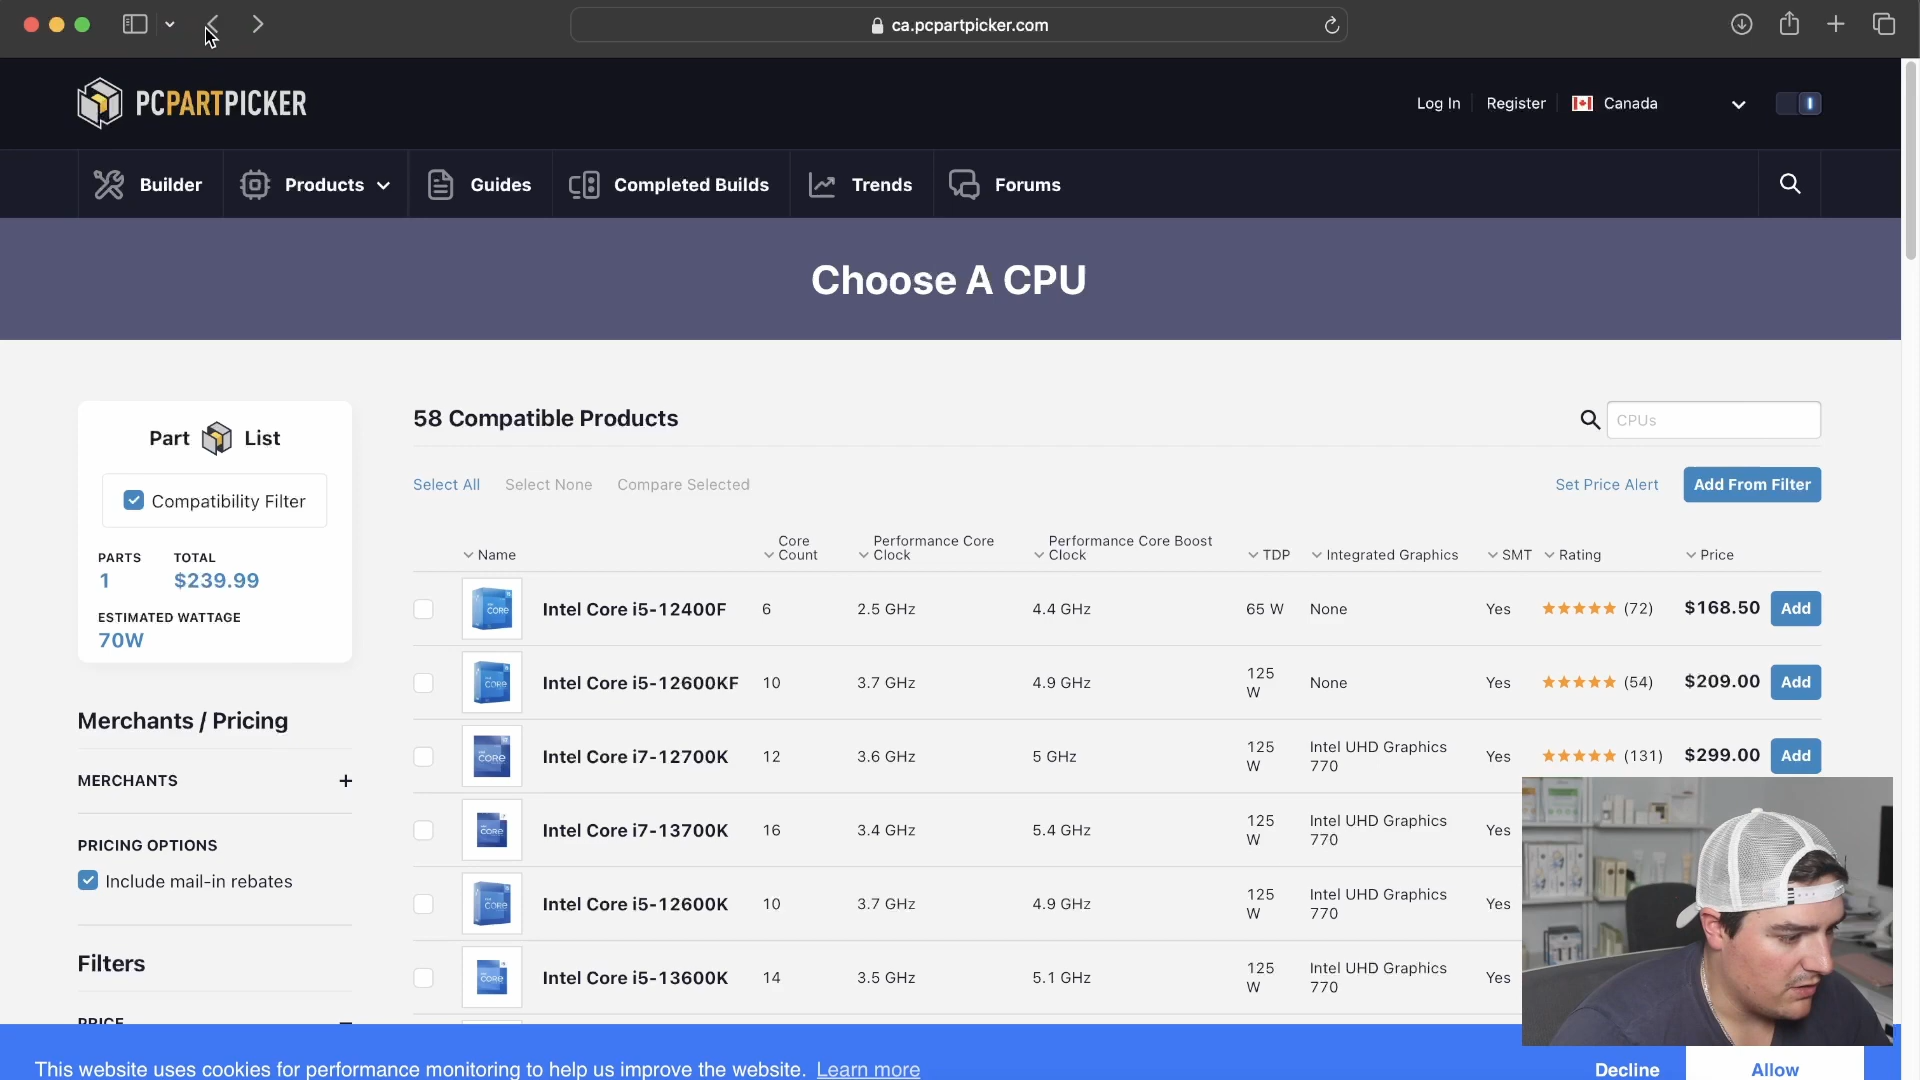 ca.pcpartpicker.com
PCPARTPICKER
Log In Register Canada
Builder Products Guides Completed Builds Trends Forums
Choose A CPU
Part List
Compatibility Filter
PARTS TOTAL
1 $239.99
ESTIMATED WATTAGE
70W
Merchants / Pricing
MERCHANTS +
PRICING OPTIONS
Include mail-in rebates
Filters
PRICE
58 Compatible Products
CPUs
Select All Select None Compare Selected Set Price Alert Add From Filter
Name Core Count Performance Core Clock Performance Core Boost Clock TDP Integrated Graphics SMT Rating Price
Intel Core i5-12400F 6 2.5 GHz 4.4 GHz 65 W None Yes (72) $168.50 Add
Intel Core i5-12600KF 10 3.7 GHz 4.9 GHz 125 W None Yes (54) $209.00 Add
Intel Core i7-12700K 12 3.6 GHz 5 GHz 125 W Intel UHD Graphics 770 Yes (131) $299.00 Add
Intel Core i7-13700K 16 3.4 GHz 5.4 GHz 125 W Intel UHD Graphics 770 Yes
Intel Core i5-12600K 10 3.7 GHz 4.9 GHz 125 W Intel UHD Graphics 770 Yes
Intel Core i5-13600K 14 3.5 GHz 5.1 GHz 125 W Intel UHD Graphics 770 Yes
This website uses cookies for performance monitoring to help us improve the website. Learn more Decline Allow